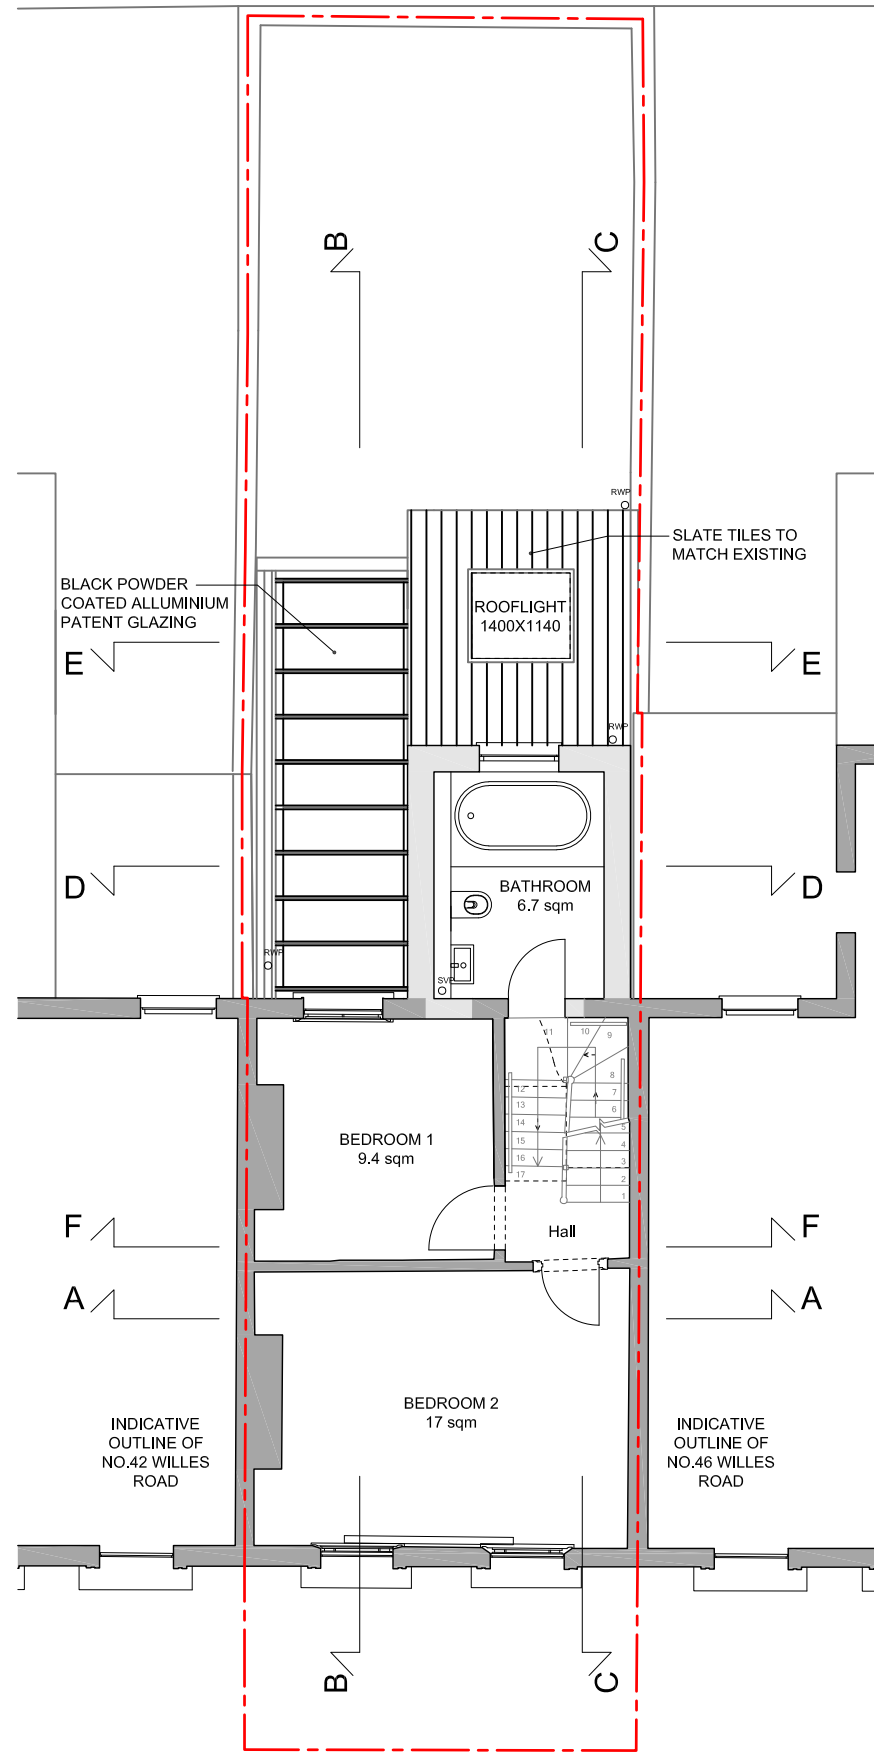 B
C
RWP
SLATE TILES TO
MATCH EXISTING
BLACK POWDER
COATED ALLUMINIUM
PATENT GLAZING
ROOFLIGHT
1400X1140
E
E
RWP
D
D
BATHROOM
6.7 sqm
RWP
SVP
11
10
9
8
7
6
5
4
3
2
1
12
13
14
15
16
17
BEDROOM 1
9.4 sqm
Hall
F
F
A
A
BEDROOM 2
17 sqm
INDICATIVE
OUTLINE OF
NO.42 WILLES
ROAD
INDICATIVE
OUTLINE OF
NO.46 WILLES
ROAD
B
C